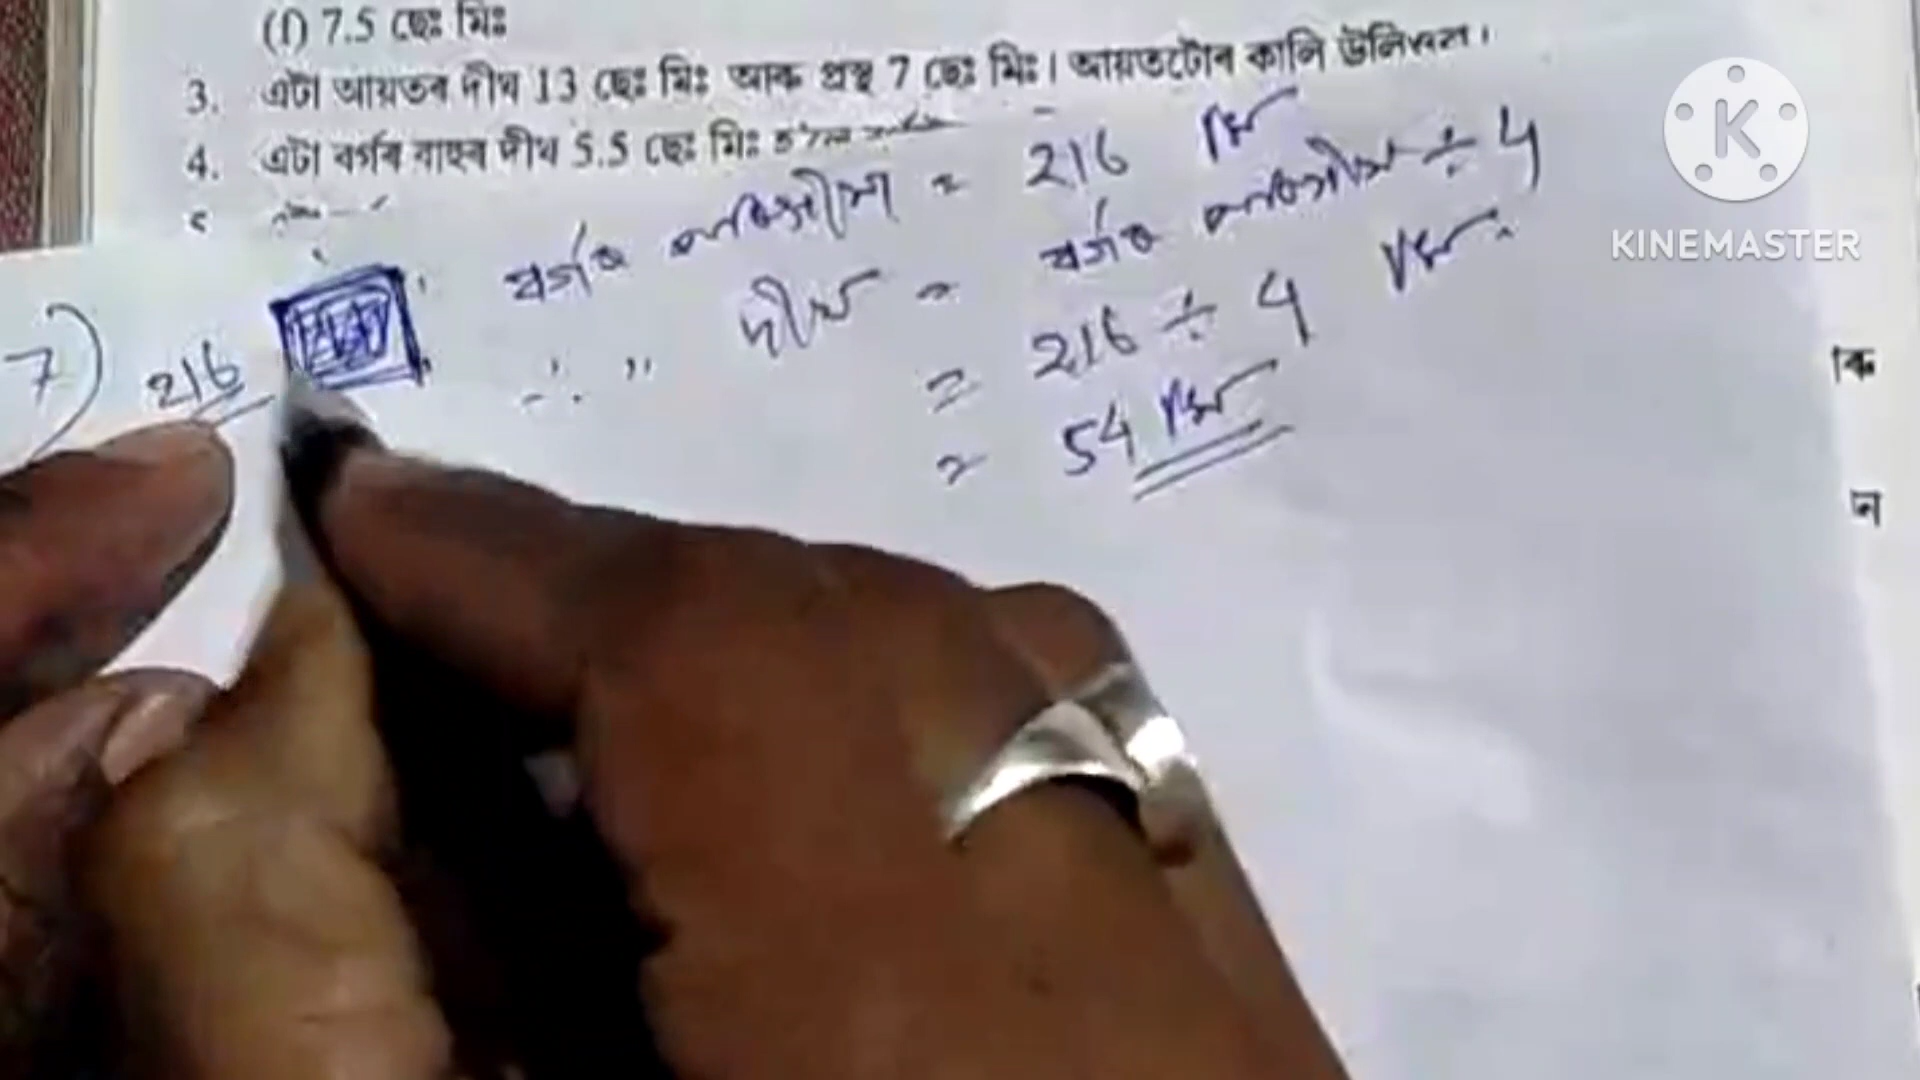 (f) 7.5 ছেঃ মিঃ
3. এটা আয়তৰ দীঘ 13 ছেঃ মিঃ আৰু প্ৰস্থ 7 ছেঃ মিঃ। আয়তটোৰ কালি উলিওৱা।
4. এটা বৰ্গৰ বাহুৰ দীঘ 5.5 ছেঃ মিঃ
7) 216
বৰ্গৰ পৰিসীমা = 216
∴ " দীঘ = বৰ্গৰ পৰিসীমা ÷ 4
= 216 ÷ 4
= 54
K
KINEMASTER
কি
ন